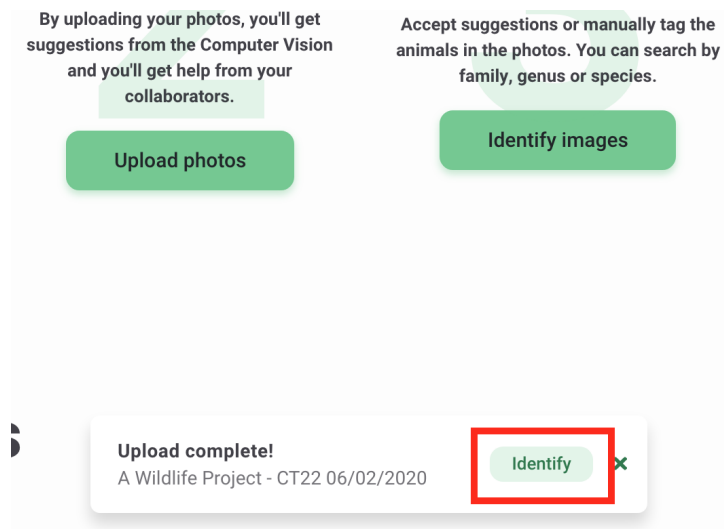 By uploading your photos, you'll get
suggestions from the Computer Vision
and you'll get help from your
collaborators.
Upload photos
Accept suggestions or manually tag the
animals in the photos. You can search by
family, genus or species.
Identify images
s
Upload complete!
A Wildlife Project - CT22 06/02/2020
Identify
×